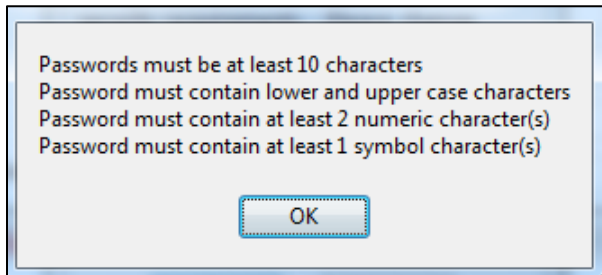 Passwords must be at least 10 characters
Password must contain lower and upper case characters
Password must contain at least 2 numeric character(s)
Password must contain at least 1 symbol character(s)
OK